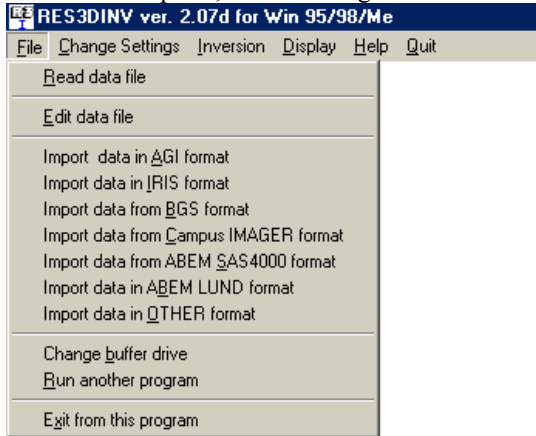 RES3DINV ver. 2.07d for Win 95/98/Me
File Change Settings Inversion Display Help Quit
Read data file
Edit data file
Import data in AGI format
Import data in IRIS format
Import data from BGS format
Import data from Campus IMAGER format
Import data from ABEM SAS4000 format
Import data in ABEM LUND format
Import data in OTHER format
Change buffer drive
Run another program
Exit from this program